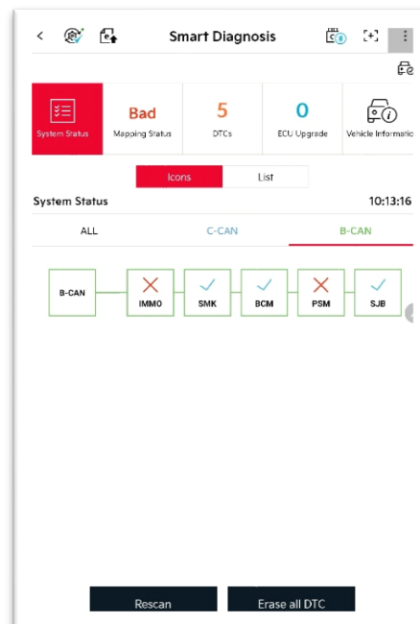 Smart Diagnosis
Bad
5
0
System Status
Mapping Status
DTCs
ECU Upgrade
Vehicle Informatic
Icons
List
System Status
10:13:16
ALL
C-CAN
B-CAN
B-CAN
IMMO
SMK
BCM
PSM
SJB
Rescan
Erase all DTC